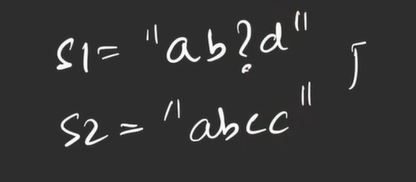 S1= "ab?d"
S2 = "abcc"